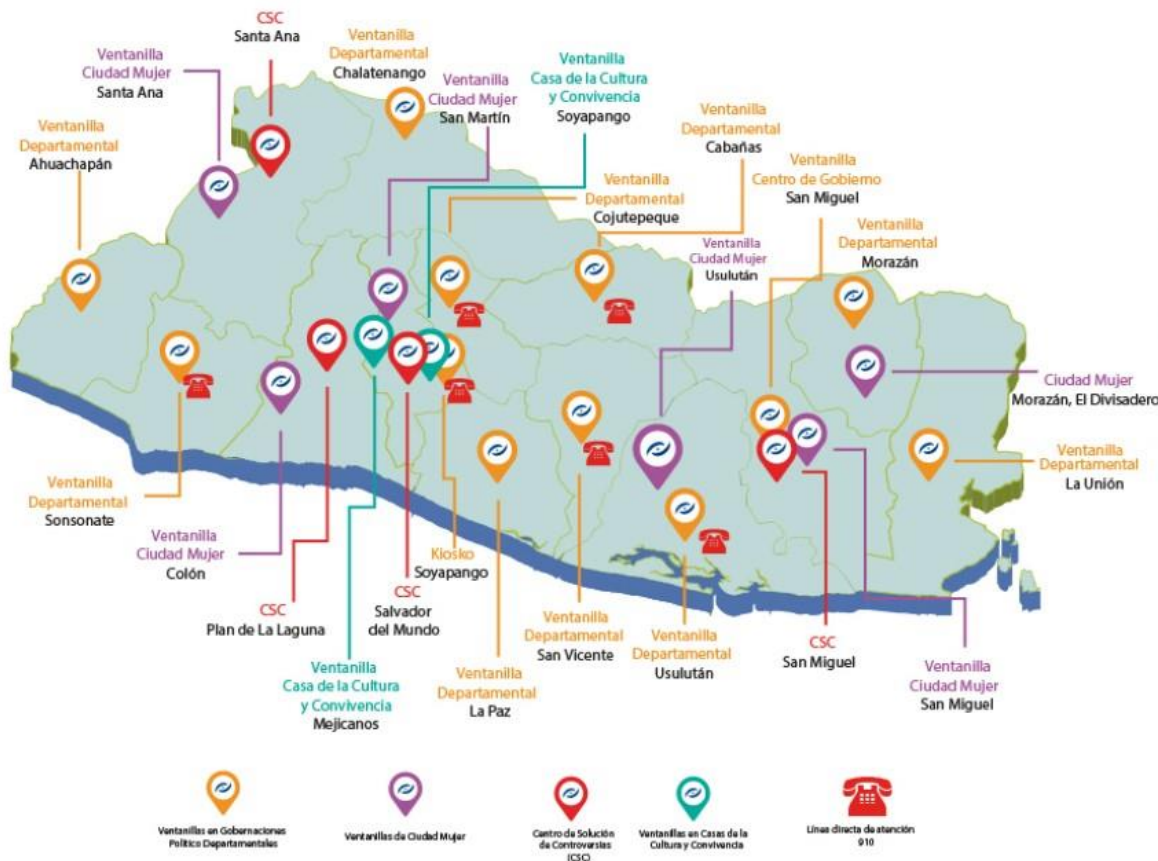 CSC
Santa Ana
Ventanilla
Ciudad Mujer
Santa Ana
Ventanilla
Departamental
Chalatenango
Ventanilla
Ciudad Mujer
San Martín
Ventanilla
Casa de la Cultura
y Convivencia
Soyapango
Ventanilla
Departamental
Cabañas
Ventanilla
Departamental
Ahuachapán
Ventanilla
Departamental
Cojutepeque
Ventanilla
Centro de Gobierno
San Miguel
Ventanilla
Ciudad Mujer
Usulután
Ventanilla
Departamental
Morazán
Ciudad Mujer
Morazán, El Divisadero
Ventanilla
Departamental
La Unión
Ventanilla
Departamental
Sonsonate
Ventanilla
Ciudad Mujer
Colón
CSC
Plan de La Laguna
Ventanilla
Casa de la Cultura
y Convivencia
Mejicanos
CSC
Salvador
del Mundo
Kiosko
Soyapango
Ventanilla
Departamental
La Paz
Ventanilla
Departamental
San Vicente
Ventanilla
Departamental
Usulután
CSC
San Miguel
Ventanilla
Ciudad Mujer
San Miguel
Ventanillas en Gobernaciones
Político Departamentales
Ventanillas de Ciudad Mujer
Centro de Solución
de Controversias
(CSC)
Ventanillas en Casas de la
Cultura y Convivencia
Línea directa de atención
910